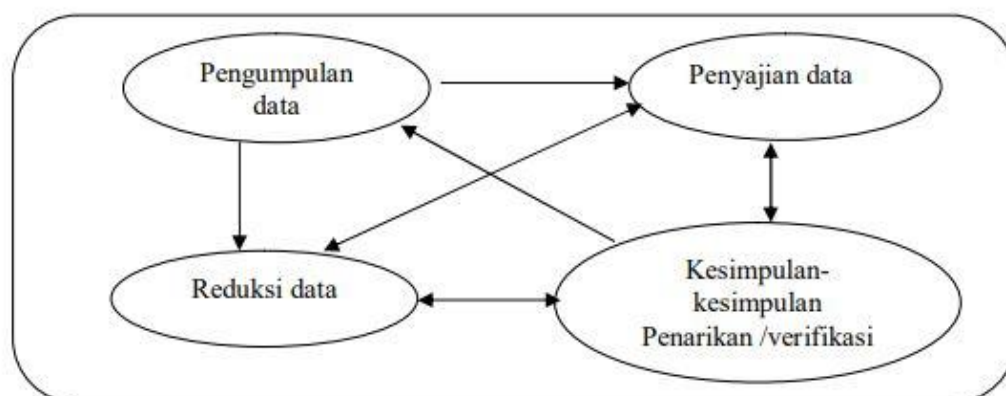 Pengumpulan
data
Penyajian data
Reduksi data
Kesimpulan-
kesimpulan
Penarikan /verifikasi